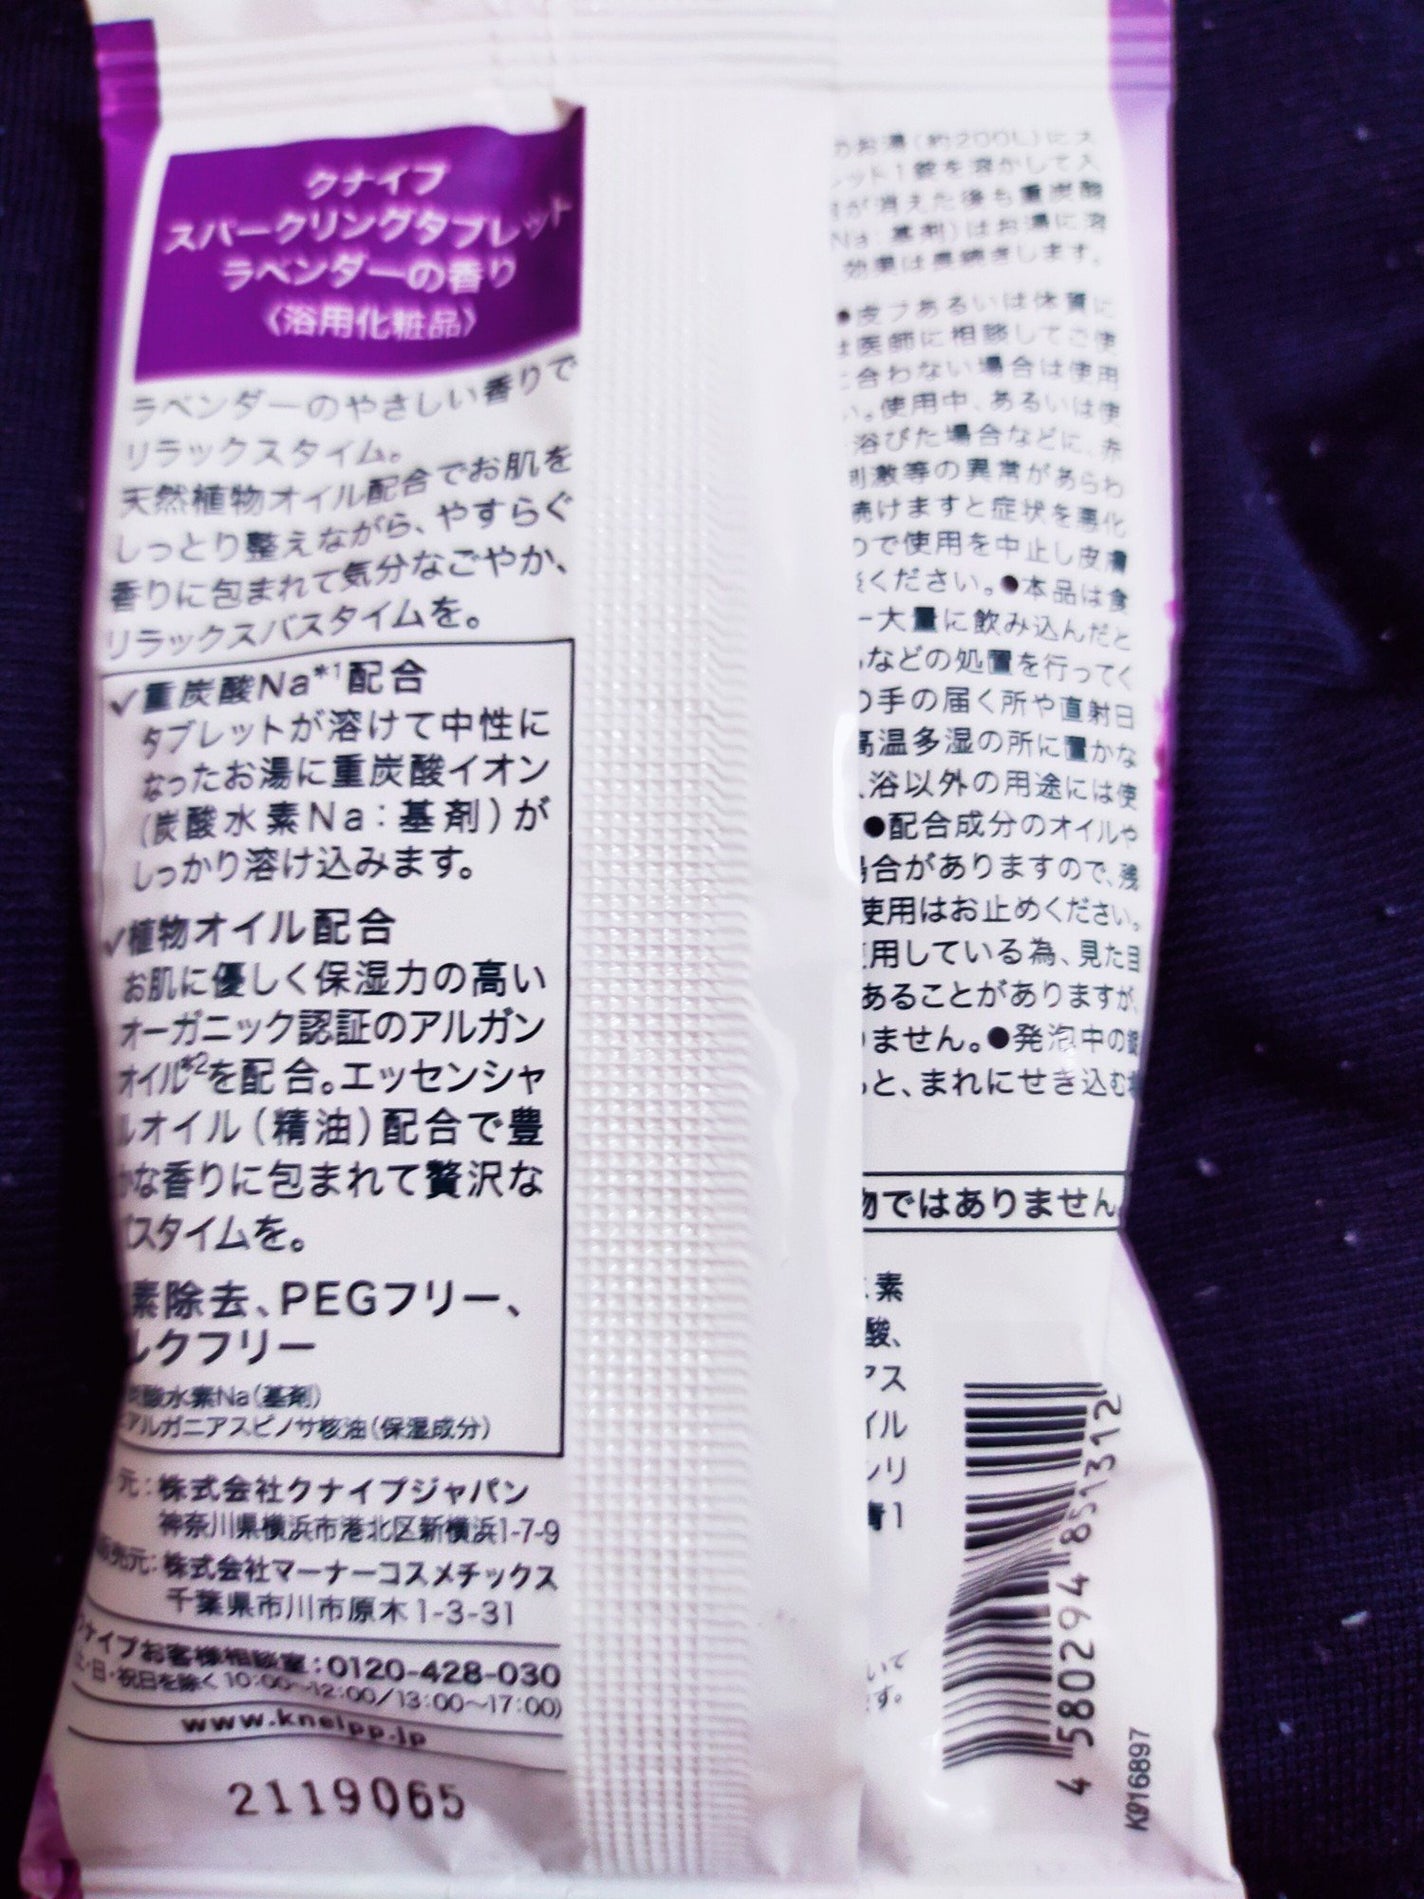 クナイプ
スパークリングタブレット
ラベンダーの香り
〈浴用化粧品〉
ラベンダーのやさしい香りで
リラックスタイム。
天然植物オイル配合でお肌を
しっとり整えながら、やすらぐ
香りに包まれて気分なごやか、
リラックスバスタイムを。
✓重炭酸Na*1配合
タブレットが溶けて中性に
なったお湯に重炭酸イオン
(炭酸水素Na:基剤)が
しっかり溶け込みます。
✓植物オイル配合
お肌に優しく保湿力の高い
オーガニック認証のアルガン
オイル*2を配合。エッセンシャ
ルオイル(精油)配合で豊
かな香りに包まれて贅沢な
バスタイムを。
素除去、PEGフリー、
ルクフリー
炭酸水素Na(基剤)
アルガニアスピノサ核油(保湿成分)
元:株式会社クナイプジャパン
神奈川県横浜市港北区新横浜1-7-9
販売元:株式会社マーナーコスメチックス
千葉県市川市原木1-3-31
クナイプお客様相談室:0120-428-030
土・日・祝日を除く10:00〜12:00/13:00〜17:00)
www.kneipp.jp
2119065
のお湯(約200L)にス
レット1錠を溶かして入
が消えた後も重炭酸
Na:基剤)はお湯に溶
効果は長続きします。
●皮フあるいは体質に
は医師に相談してご使
に合わない場合は使用
い。使用中、あるいは使
浴びた場合などに、赤
刺激等の異常があらわ
続けますと症状を悪化
ので使用を中止し皮膚
をください。●本品は食
一大量に飲み込んだと
などの処置を行ってく
の手の届く所や直射日
高温多湿の所に置かな
、浴以外の用途には使
●配合成分のオイルや
場合がありますので、残
使用はお止めください。
使用している為、見た目
あることがありますが、
りません。●発泡中の錠
と、まれにせき込む場
物ではありません
素
酸、
アス
イル
ンリ
青1
いて
す。
4580294851312
K916897